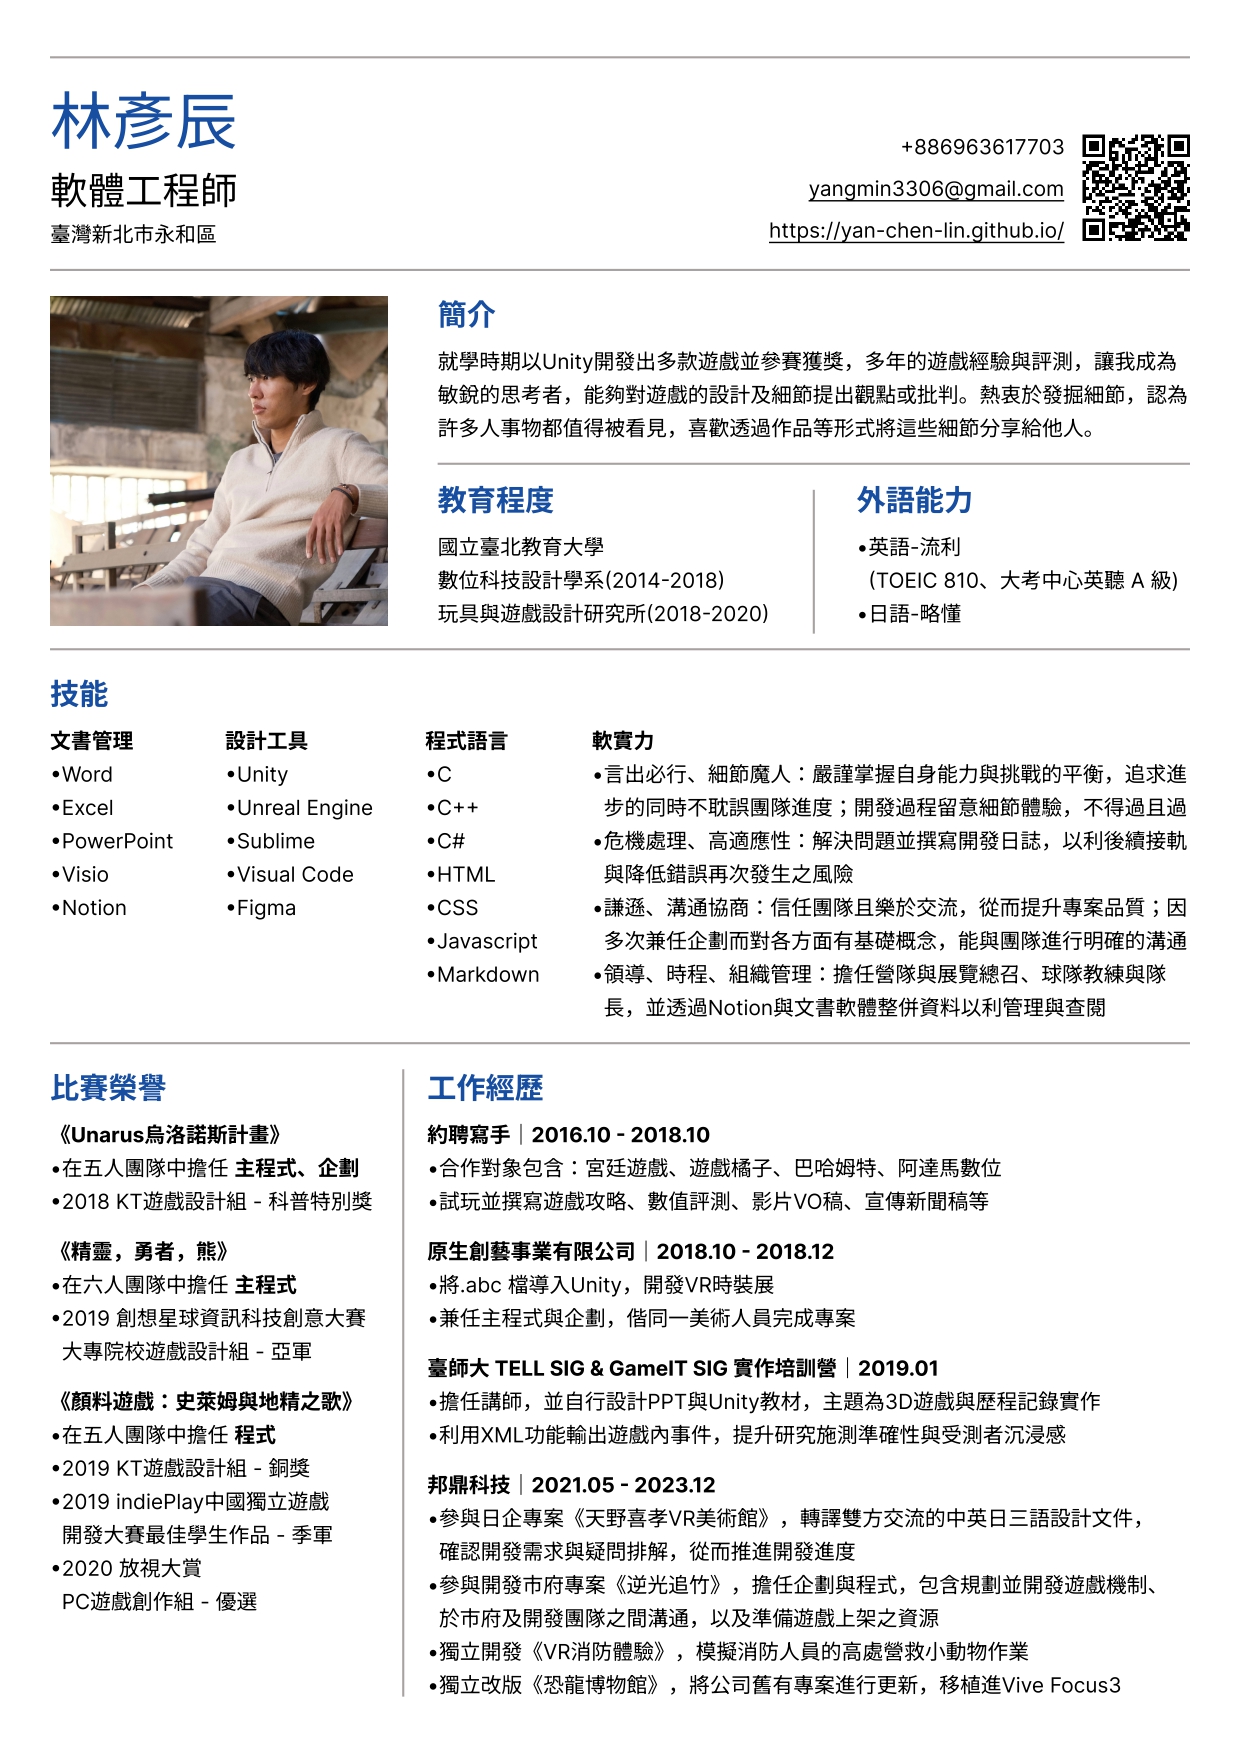 林彥辰
軟體工程師
臺灣新北市永和區
+886963617703
yangmin3306@gmail.com
https://yan-chen-lin.github.io/
簡介
就學時期以Unity開發出多款遊戲並參賽獲獎，多年的遊戲經驗與評測，讓我成為
敏銳的思考者，能夠對遊戲的設計及細節提出觀點或批判。熱衷於發掘細節，認為
許多人事物都值得被看見，喜歡透過作品等形式將這些細節分享給他人。
教育程度
國立臺北教育大學
數位科技設計學系(2014-2018)
玩具與遊戲設計研究所(2018-2020)
外語能力
•英語-流利
(TOEIC 810、大考中心英聽 A 級)
•日語-略懂
技能
文書管理
•Word
•Excel
•PowerPoint
•Visio
•Notion
設計工具
•Unity
•Unreal Engine
•Sublime
•Visual Code
•Figma
程式語言
•C
•C++
•C#
•HTML
•CSS
•Javascript
•Markdown
軟實力
•言出必行、細節魔人：嚴謹掌握自身能力與挑戰的平衡，追求進
步的同時不耽誤團隊進度；開發過程留意細節體驗，不得過且過
•危機處理、高適應性：解決問題並撰寫開發日誌，以利後續接軌
與降低錯誤再次發生之風險
•謙遜、溝通協商：信任團隊且樂於交流，從而提升專案品質；因
多次兼任企劃而對各方面有基礎概念，能與團隊進行明確的溝通
•領導、時程、組織管理：擔任營隊與展覽總召、球隊教練與隊
長，並透過Notion與文書軟體整併資料以利管理與查閱
比賽榮譽
《Unarus烏洛諾斯計畫》
•在五人團隊中擔任 主程式、企劃
•2018 KT遊戲設計組 - 科普特別獎
《精靈，勇者，熊》
•在六人團隊中擔任 主程式
•2019 創想星球資訊科技創意大賽
大專院校遊戲設計組 - 亞軍
《顏料遊戲：史萊姆與地精之歌》
•在五人團隊中擔任 程式
•2019 KT遊戲設計組 - 銅獎
•2019 indiePlay中國獨立遊戲
開發大賽最佳學生作品 - 季軍
•2020 放視大賞
PC遊戲創作組 - 優選
工作經歷
約聘寫手｜2016.10 - 2018.10
•合作對象包含：宮廷遊戲、遊戲橘子、巴哈姆特、阿達馬數位
•試玩並撰寫遊戲攻略、數值評測、影片VO稿、宣傳新聞稿等
原生創藝事業有限公司｜2018.10 - 2018.12
•將.abc 檔導入Unity，開發VR時裝展
•兼任主程式與企劃，偕同一美術人員完成專案
臺師大 TELL SIG & GameIT SIG 實作培訓營｜2019.01
•擔任講師，並自行設計PPT與Unity教材，主題為3D遊戲與歷程記錄實作
•利用XML功能輸出遊戲內事件，提升研究施測準確性與受測者沉浸感
邦鼎科技｜2021.05 - 2023.12
•參與日企專案《天野喜孝VR美術館》，轉譯雙方交流的中英日三語設計文件，
確認開發需求與疑問排解，從而推進開發進度
•參與開發市府專案《逆光追竹》，擔任企劃與程式，包含規劃並開發遊戲機制、
於市府及開發團隊之間溝通，以及準備遊戲上架之資源
•獨立開發《VR消防體驗》，模擬消防人員的高處營救小動物作業
•獨立改版《恐龍博物館》，將公司舊有專案進行更新，移植進Vive Focus3